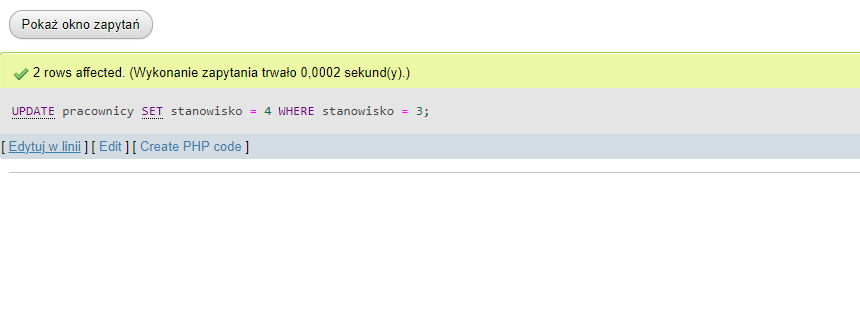 Pokaż okno zapytań
2 rows affected. (Wykonanie zapytania trwało 0,0002 sekund(y).)
UPDATE pracownicy SET stanowisko = 4 WHERE stanowisko = 3;
[ Edytuj w linii ] [ Edit ] [ Create PHP code ]